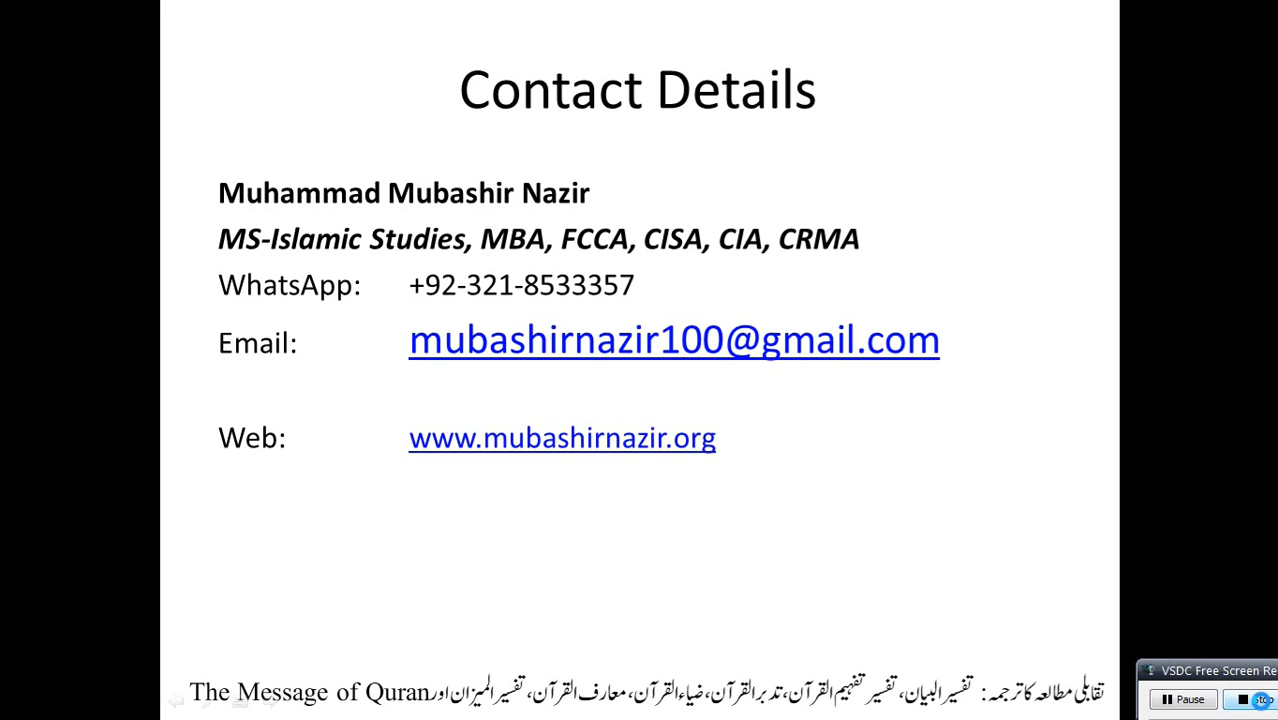 Contact Details
Muhammad Mubashir Nazir
MS-Islamic Studies, MBA, FCCA, CISA, CIA, CRMA
WhatsApp: +92-321-8533357
Email: mubashirnazir100@gmail.com
Web: www.mubashirnazir.org
تقابلی مطالعہ کا ترجمہ: تفسیر البیان، تفسیر تفہیم القرآن، تدبر القرآن، ضیاء القرآن، معارف القرآن، تفسیر المیزان اور The Message of Quran
VSDC Free Screen Re
Pause Stop